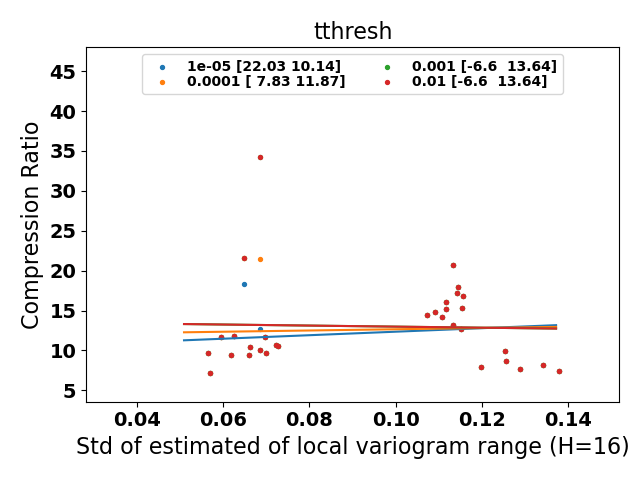 tthresh
1e-05 [22.03 10.14]
0.0001 [ 7.83 11.87]
0.001 [-6.6  13.64]
0.01 [-6.6  13.64]
Compression Ratio
45
40
35
30
25
20
15
10
5
0.04 0.06 0.08 0.10 0.12 0.14
Std of estimated of local variogram range (H=16)